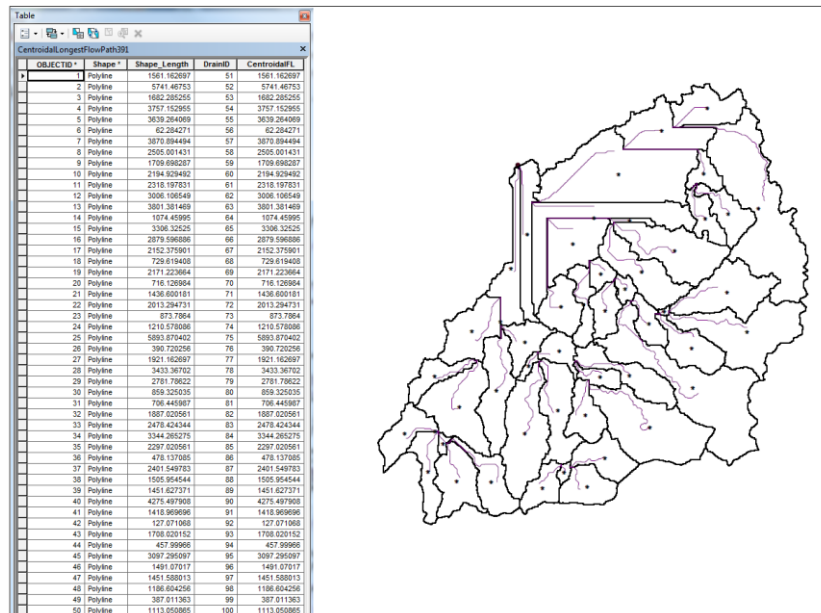 Table
CentroidalLongestFlowPath391
OBJECTID * Shape * Shape_Length DrainID CentroidalFL
1 Polyline 1561.162697 51 1561.162697
2 Polyline 5741.46753 52 5741.46753
3 Polyline 1682.285255 53 1682.285255
4 Polyline 3757.152955 54 3757.152955
5 Polyline 3639.264069 55 3639.264069
6 Polyline 62.284271 56 62.284271
7 Polyline 3870.894494 57 3870.894494
8 Polyline 2505.001431 58 2505.001431
9 Polyline 1709.698287 59 1709.698287
10 Polyline 2194.929492 60 2194.929492
11 Polyline 2318.197831 61 2318.197831
12 Polyline 3006.106549 62 3006.106549
13 Polyline 3801.381469 63 3801.381469
14 Polyline 1074.45995 64 1074.45995
15 Polyline 3306.32525 65 3306.32525
16 Polyline 2879.596886 66 2879.596886
17 Polyline 2152.375901 67 2152.375901
18 Polyline 729.619408 68 729.619408
19 Polyline 2171.223664 69 2171.223664
20 Polyline 716.126984 70 716.126984
21 Polyline 1436.600181 71 1436.600181
22 Polyline 2013.294731 72 2013.294731
23 Polyline 873.7864 73 873.7864
24 Polyline 1210.578086 74 1210.578086
25 Polyline 5893.870402 75 5893.870402
26 Polyline 390.720256 76 390.720256
27 Polyline 1921.162697 77 1921.162697
28 Polyline 3433.36702 78 3433.36702
29 Polyline 2781.78622 79 2781.78622
30 Polyline 859.325035 80 859.325035
31 Polyline 706.445987 81 706.445987
32 Polyline 1887.020561 82 1887.020561
33 Polyline 2478.424344 83 2478.424344
34 Polyline 3344.265275 84 3344.265275
35 Polyline 2297.020561 85 2297.020561
36 Polyline 478.137085 86 478.137085
37 Polyline 2401.549783 87 2401.549783
38 Polyline 1505.954544 88 1505.954544
39 Polyline 1451.627371 89 1451.627371
40 Polyline 4275.497908 90 4275.497908
41 Polyline 1418.969696 91 1418.969696
42 Polyline 127.071068 92 127.071068
43 Polyline 1708.020152 93 1708.020152
44 Polyline 457.99966 94 457.99966
45 Polyline 3097.295097 95 3097.295097
46 Polyline 1491.07017 96 1491.07017
47 Polyline 1451.588013 97 1451.588013
48 Polyline 1186.604256 98 1186.604256
49 Polyline 387.011363 99 387.011363
50 Polyline 1113.050865 100 1113.050865